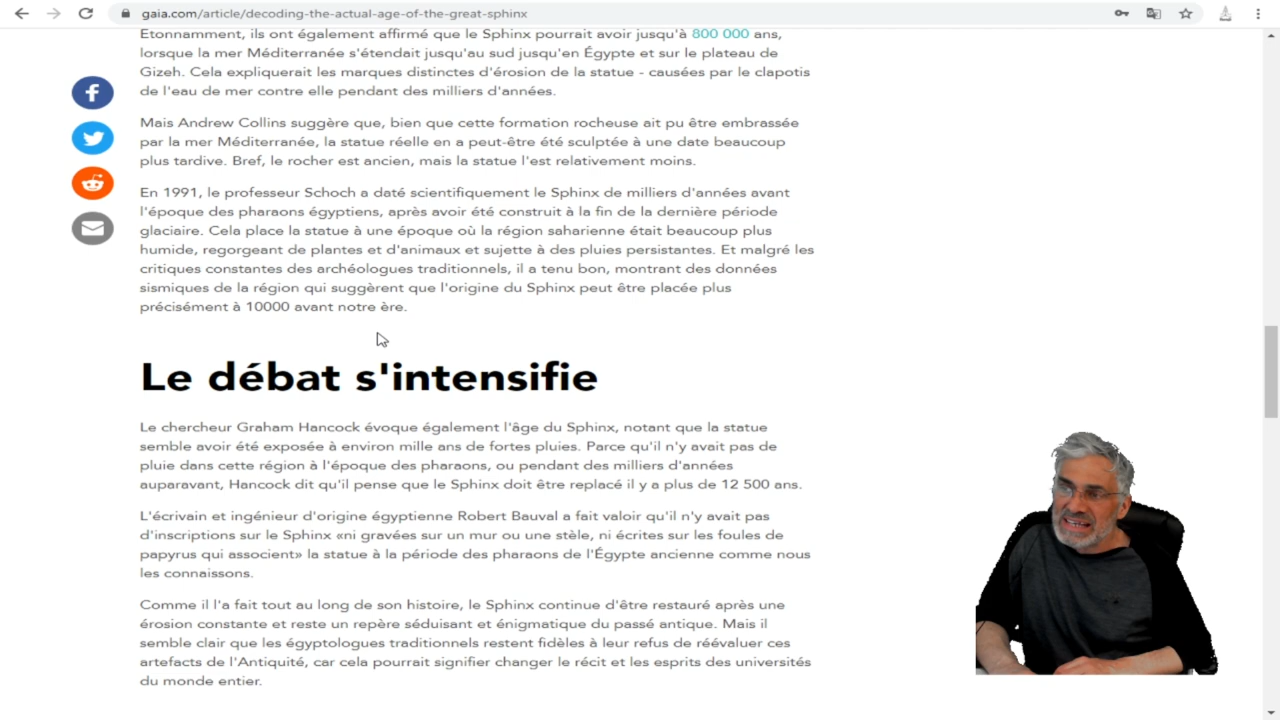 gaia.com/article/decoding-the-actual-age-of-the-great-sphinx
Etonnamment, ils ont également affirmé que le Sphinx pourrait avoir jusqu'à 800 000 ans,
lorsque la mer Méditerranée s'étendait jusqu'au sud jusqu'en Égypte et sur le plateau de
Gizeh. Cela expliquerait les marques distinctes d'érosion de la statue - causées par le clapotis
de l'eau de mer contre elle pendant des milliers d'années.
Mais Andrew Collins suggère que, bien que cette formation rocheuse ait pu être embrassée
par la mer Méditerranée, la statue réelle en a peut-être été sculptée à une date beaucoup
plus tardive. Bref, le rocher est ancien, mais la statue l'est relativement moins.
En 1991, le professeur Schoch a daté scientifiquement le Sphinx de milliers d'années avant
l'époque des pharaons égyptiens, après avoir été construit à la fin de la dernière période
glaciaire. Cela place la statue à une époque où la région saharienne était beaucoup plus
humide, regorgeant de plantes et d'animaux et sujette à des pluies persistantes. Et malgré les
critiques constantes des archéologues traditionnels, il a tenu bon, montrant des données
sismiques de la région qui suggèrent que l'origine du Sphinx peut être placée plus
précisément à 10000 avant notre ère.
Le débat s'intensifie
Le chercheur Graham Hancock évoque également l'âge du Sphinx, notant que la statue
semble avoir été exposée à environ mille ans de fortes pluies. Parce qu'il n'y avait pas de
pluie dans cette région à l'époque des pharaons, ou pendant des milliers d'années
auparavant, Hancock dit qu'il pense que le Sphinx doit être replacé il y a plus de 12 500 ans.
L'écrivain et ingénieur d'origine égyptienne Robert Bauval a fait valoir qu'il n'y avait pas
d'inscriptions sur le Sphinx «ni gravées sur un mur ou une stèle, ni écrites sur les foules de
papyrus qui associent» la statue à la période des pharaons de l'Égypte ancienne comme nous
les connaissons.
Comme il l'a fait tout au long de son histoire, le Sphinx continue d'être restauré après une
érosion constante et reste un repère séduisant et énigmatique du passé antique. Mais il
semble clair que les égyptologues traditionnels restent fidèles à leur refus de réévaluer ces
artefacts de l'Antiquité, car cela pourrait signifier changer le récit et les esprits des universités
du monde entier.